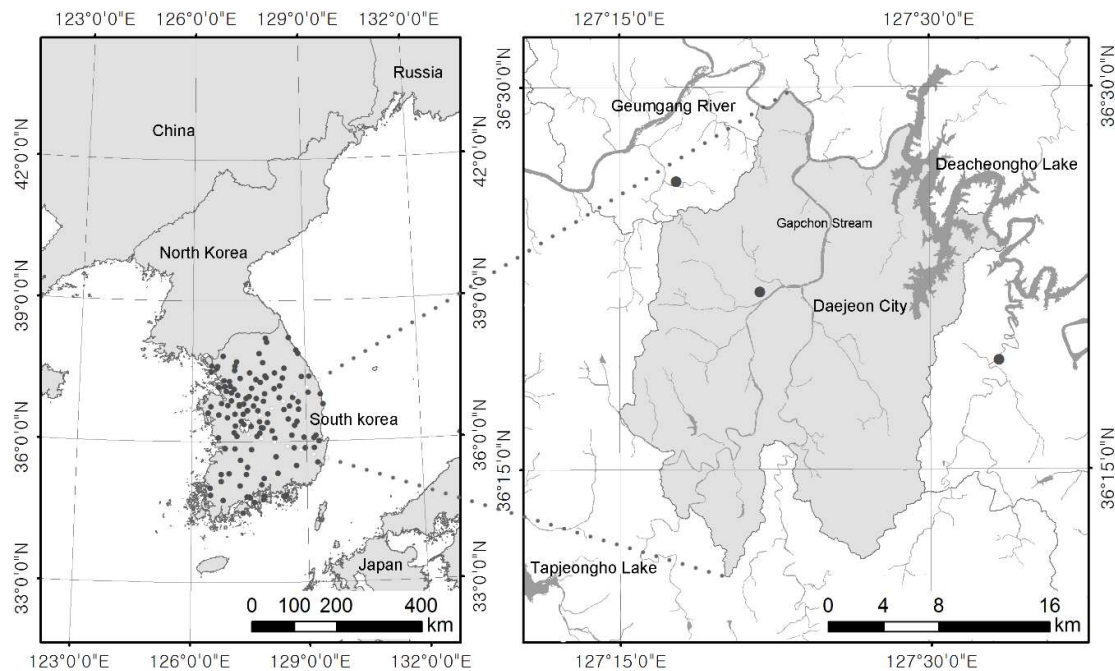 123°0'0"E 126°0'0"E 129°0'0"E 132°0'0"E
42°0'0"N
39°0'0"N
36°0'0"N
33°0'0"N
Russia
China
North Korea
South korea
Japan
0 100 200 400
km
42°0'0"N
39°0'0"N
36°0'0"N
33°0'0"N
123°0'0"E 126°0'0"E 129°0'0"E 132°0'0"E
127°15'0"E 127°30'0"E
36°30'0"N
36°15'0"N
Geumgang River
Deacheongho Lake
Gapchon Stream
Daejeon City
Tapjeongho Lake
0 4 8 16
km
36°30'0"N
36°15'0"N
127°15'0"E 127°30'0"E